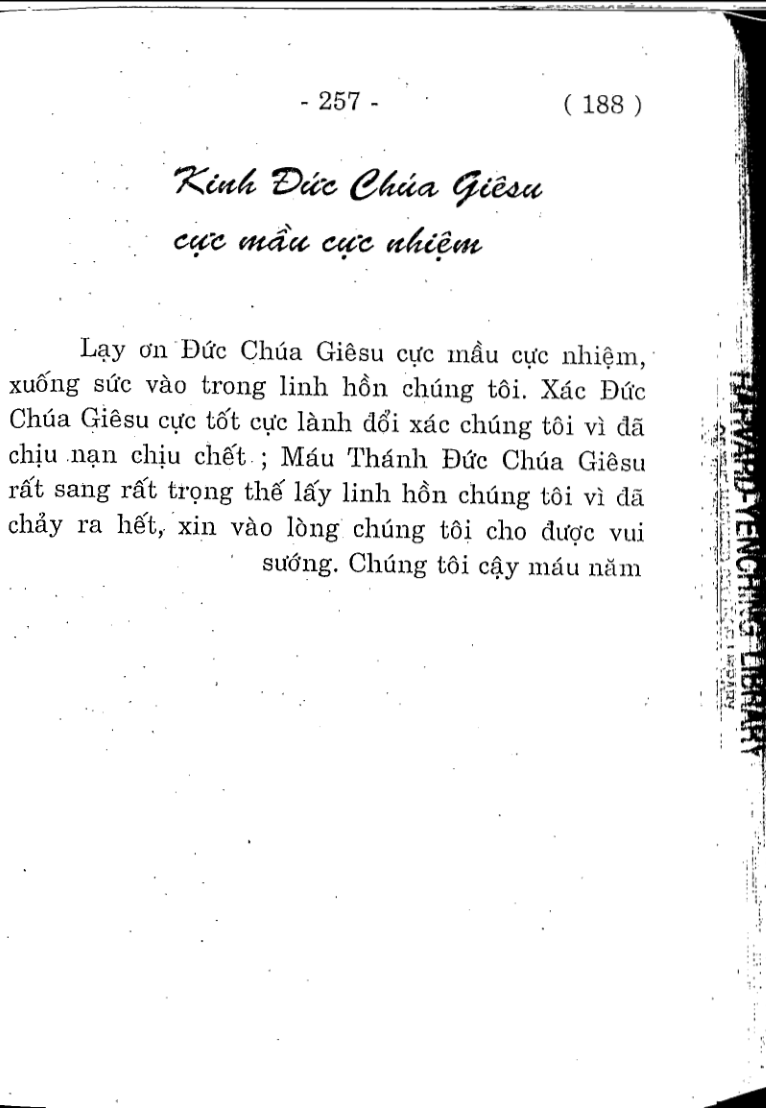 - 257 - ( 188 )
Kinh Đức Chúa Giêsu
cực mầu cực nhiệm
Lạy ơn Đức Chúa Giêsu cực mầu cực nhiệm,
xuống sức vào trong linh hồn chúng tôi. Xác Đức
Chúa Giêsu cực tốt cực lành đổi xác chúng tôi vì đã
chịu nạn chịu chết ; Máu Thánh Đức Chúa Giêsu
rất sang rất trọng thế lấy linh hồn chúng tôi vì đã
chảy ra hết, xin vào lòng chúng tôi cho được vui
sướng. Chúng tôi cậy máu năm
HARVARD-YENCHING LIBRARY